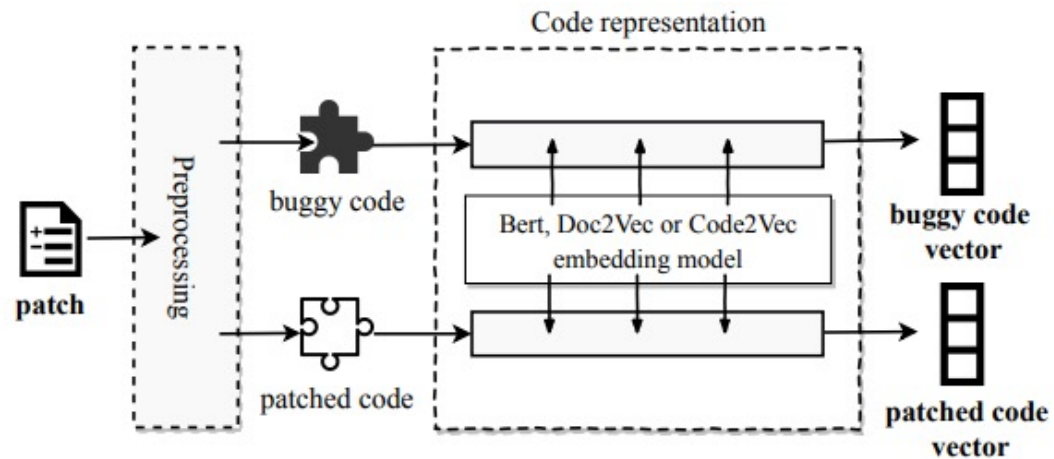 Code representation
Preprocessing
buggy code
Bert, Doc2Vec or Code2Vec
embedding model
buggy code
vector
patch
patched code
patched code
vector